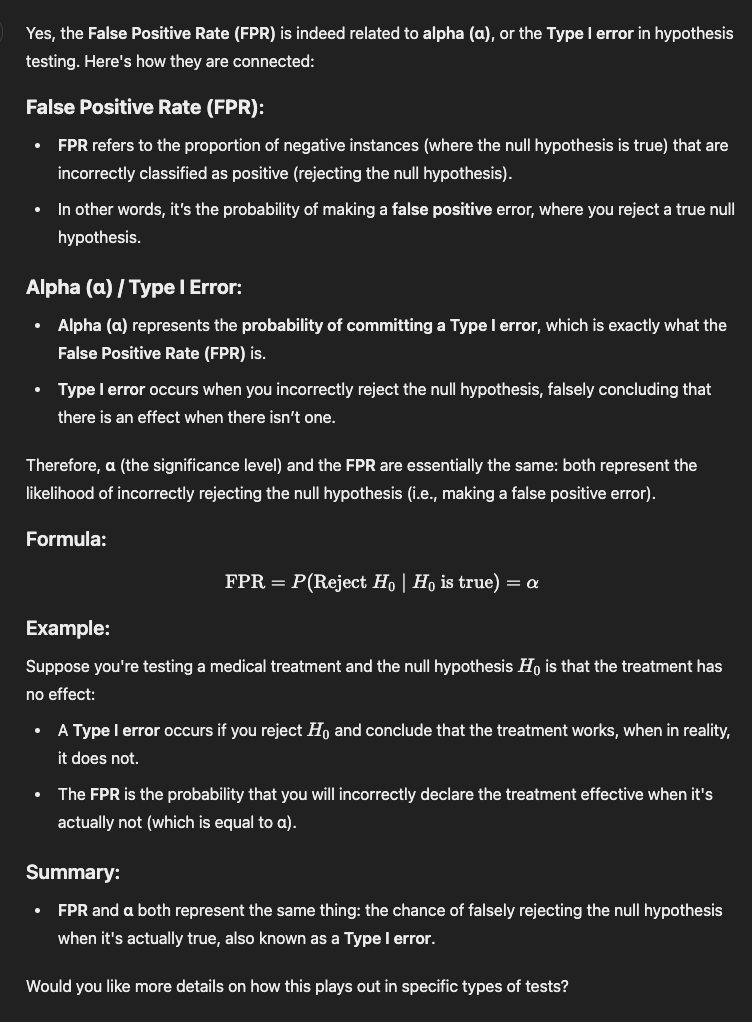 Yes, the False Positive Rate (FPR) is indeed related to alpha (α), or the Type I error in hypothesis
testing. Here's how they are connected:
False Positive Rate (FPR):
• FPR refers to the proportion of negative instances (where the null hypothesis is true) that are
incorrectly classified as positive (rejecting the null hypothesis).
• In other words, it's the probability of making a false positive error, where you reject a true null
hypothesis.
Alpha (α) / Type I Error:
• Alpha (α) represents the probability of committing a Type I error, which is exactly what the
False Positive Rate (FPR) is.
• Type I error occurs when you incorrectly reject the null hypothesis, falsely concluding that
there is an effect when there isn't one.
Therefore, α (the significance level) and the FPR are essentially the same: both represent the
likelihood of incorrectly rejecting the null hypothesis (i.e., making a false positive error).
Formula:
FPR = P(Reject H₀ | H₀ is true) = α
Example:
Suppose you're testing a medical treatment and the null hypothesis H₀ is that the treatment has
no effect:
• A Type I error occurs if you reject H₀ and conclude that the treatment works, when in reality,
it does not.
• The FPR is the probability that you will incorrectly declare the treatment effective when it's
actually not (which is equal to α).
Summary:
• FPR and α both represent the same thing: the chance of falsely rejecting the null hypothesis
when it's actually true, also known as a Type I error.
Would you like more details on how this plays out in specific types of tests?